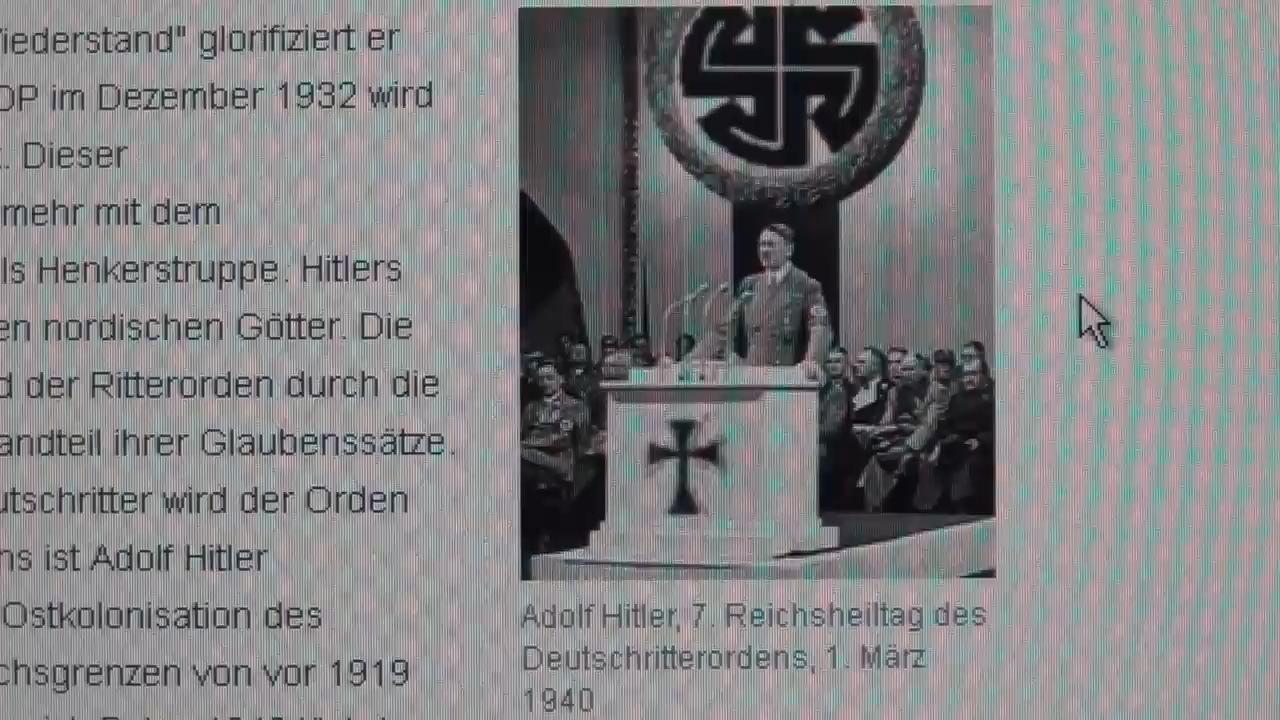 iederstand" glorifiziert er
DP im Dezember 1932 wird
. Dieser
mehr mit dem
ls Henkerstruppe. Hitlers
en nordischen Götter. Die
d der Ritterorden durch die
andteil ihrer Glaubenssätze.
utschritter wird der Orden
ns ist Adolf Hitler
Ostkolonisation des
chsgrenzen von vor 1919
Adolf Hitler, 7. Reichsheiltag des
Deutschritterordens, 1. März
1940